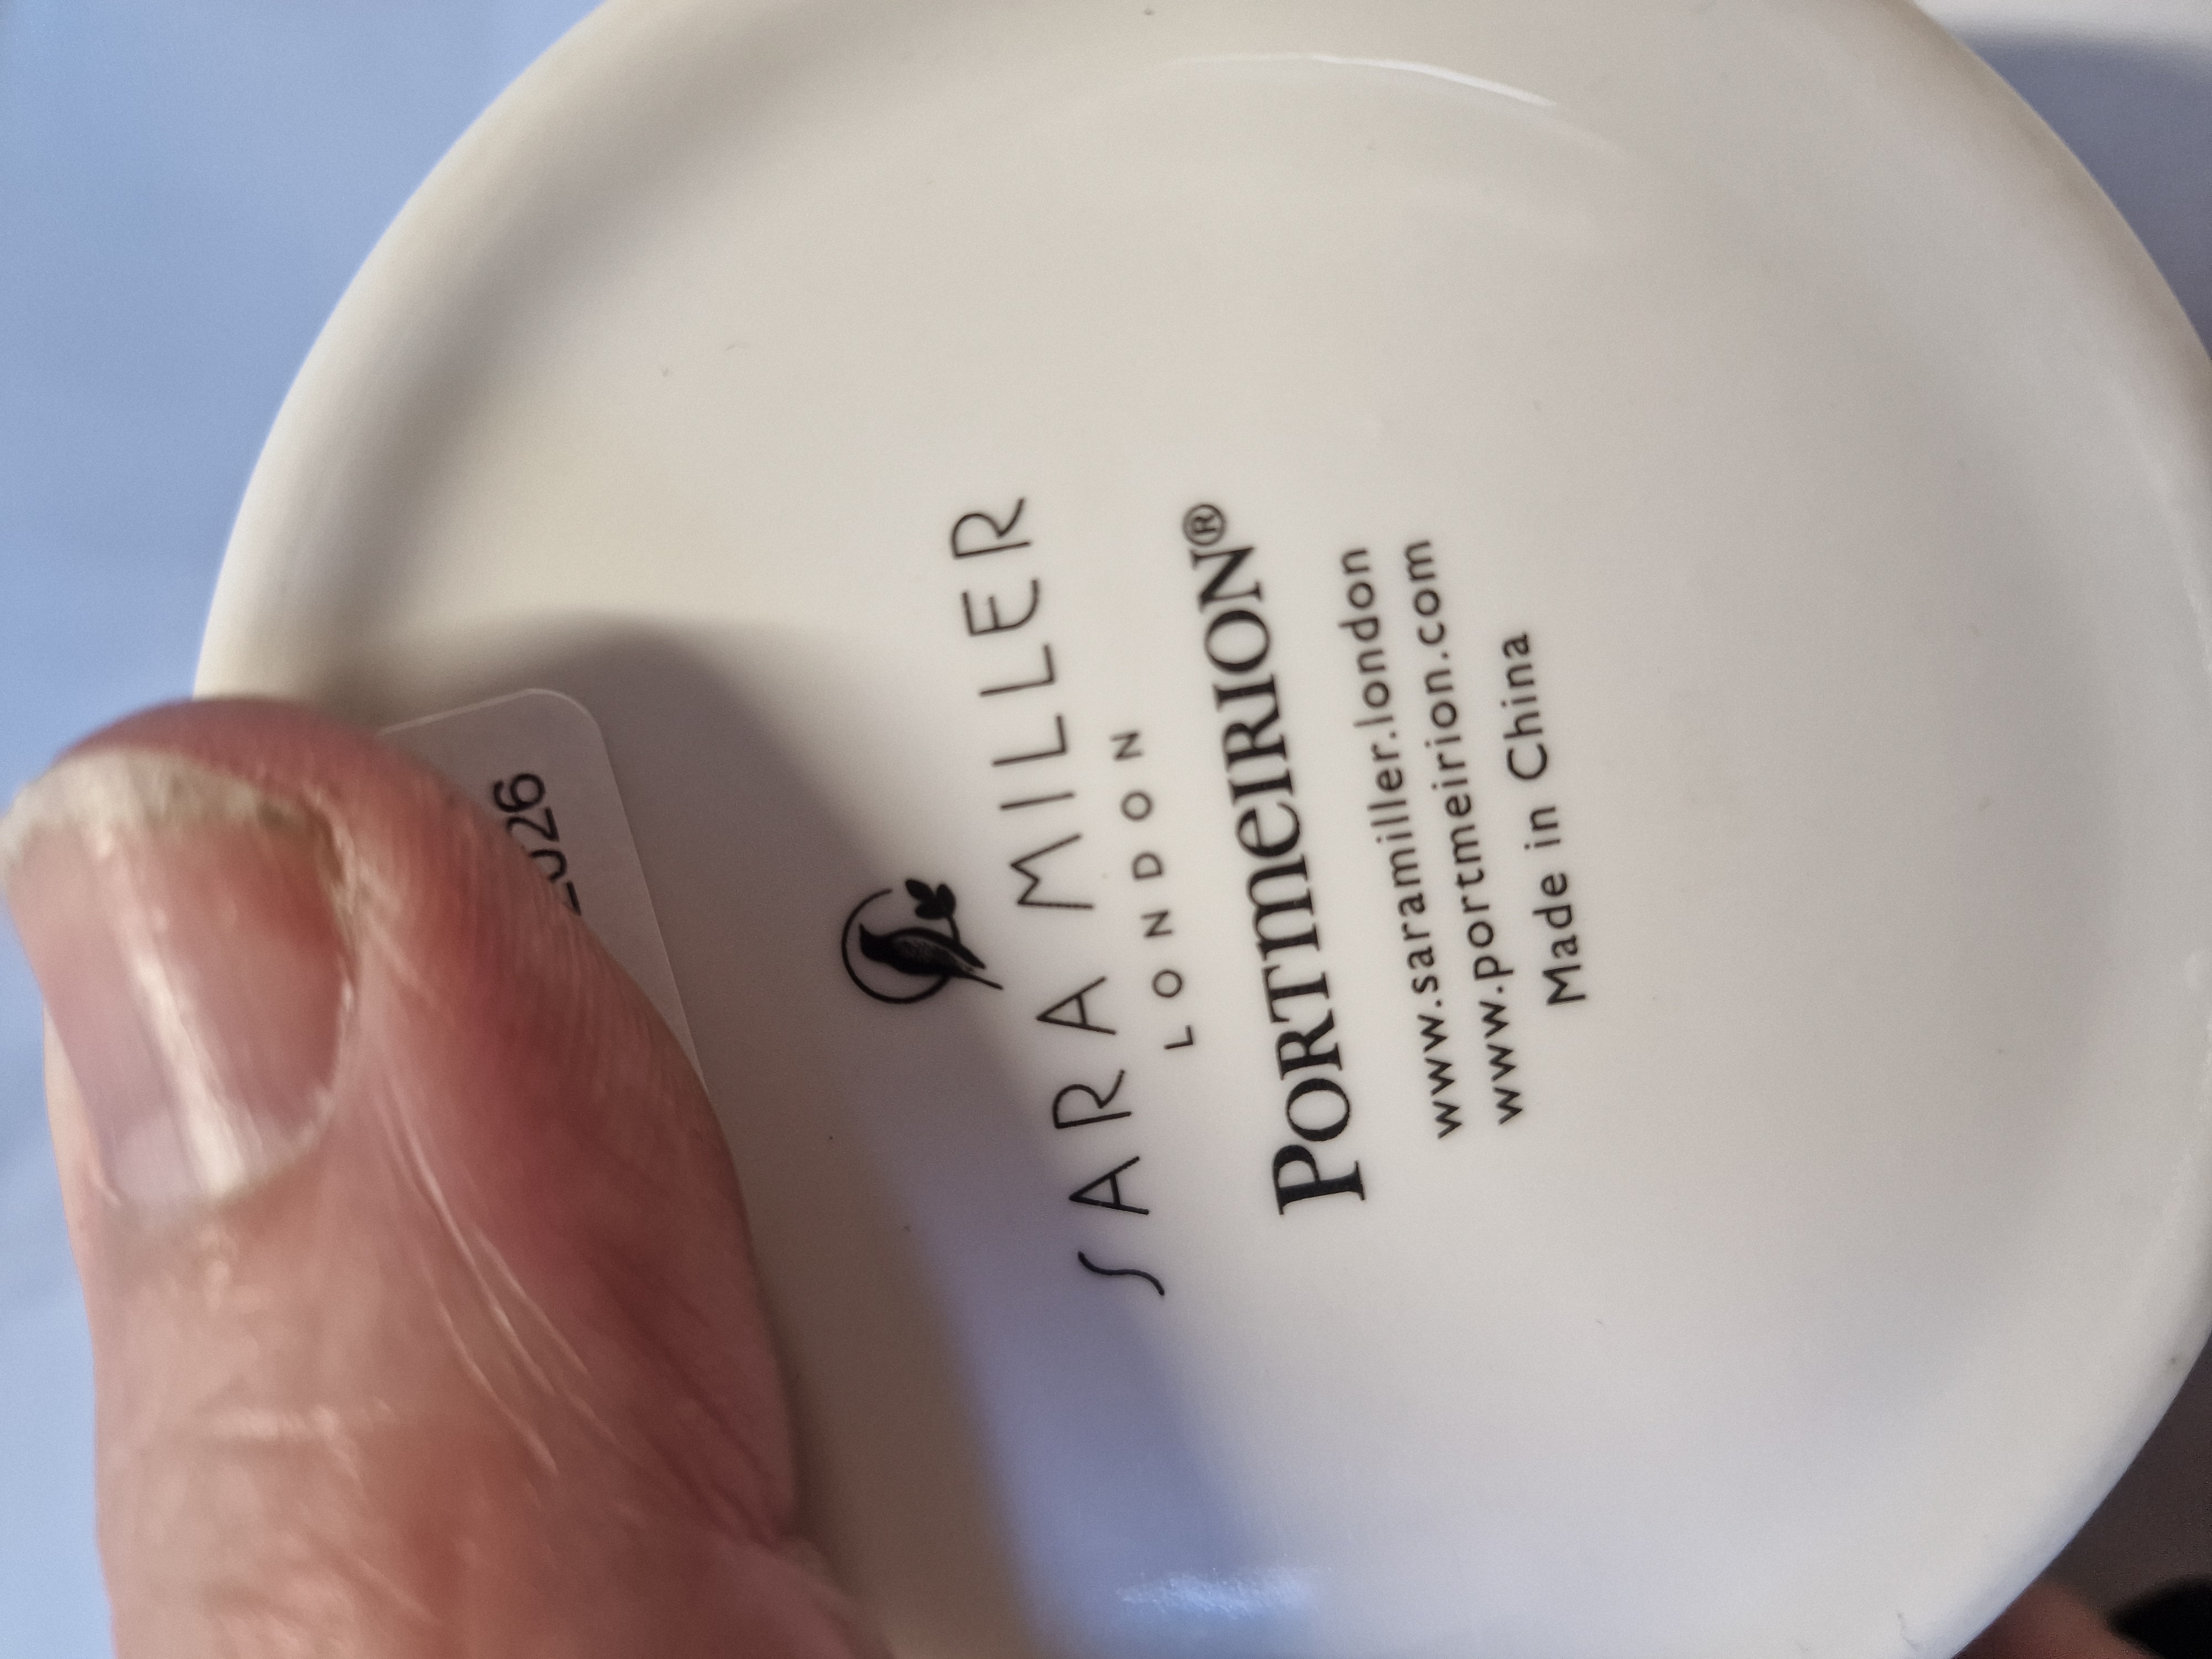 SARA MILLER
LONDON
PORTMEIRION®
www.saramiller.london
www.portmeirion.com
Made in China